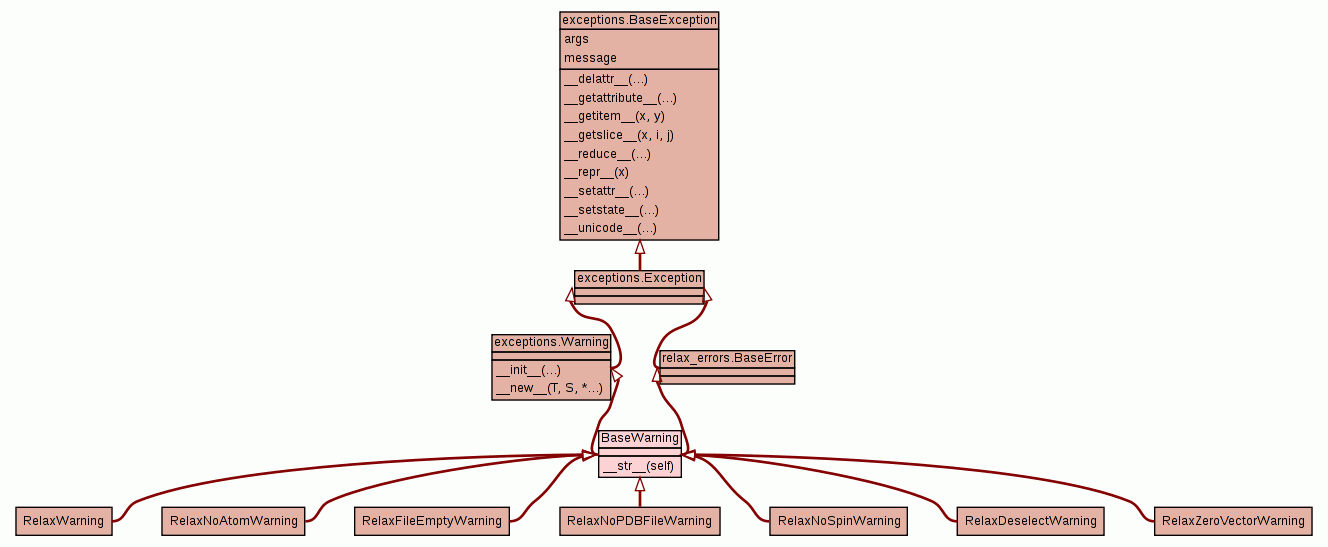 exceptions.BaseException
args
message
__delattr__(...)
__getattribute__(...)
__getitem__(x, y)
__getslice__(x, i, j)
__reduce__(...)
__repr__(x)
__setattr__(...)
__setstate__(...)
__unicode__(...)
exceptions.Exception
exceptions.Warning
__init__(...)
__new__(T, S, *...)
relax_errors.BaseError
BaseWarning
__str__(self)
RelaxWarning
RelaxNoAtomWarning
RelaxFileEmptyWarning
RelaxNoPDBFileWarning
RelaxNoSpinWarning
RelaxDeselectWarning
RelaxZeroVectorWarning